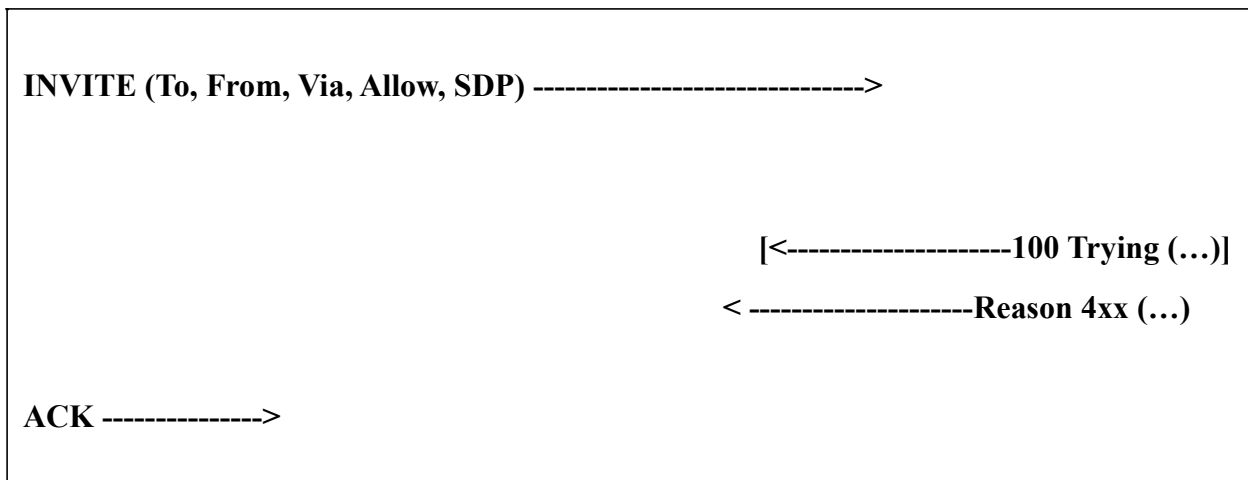 INVITE (To, From, Via, Allow, SDP) ------------------------------->
[<---------------------100 Trying (…)]
< ---------------------Reason 4xx (…)
ACK --------------->